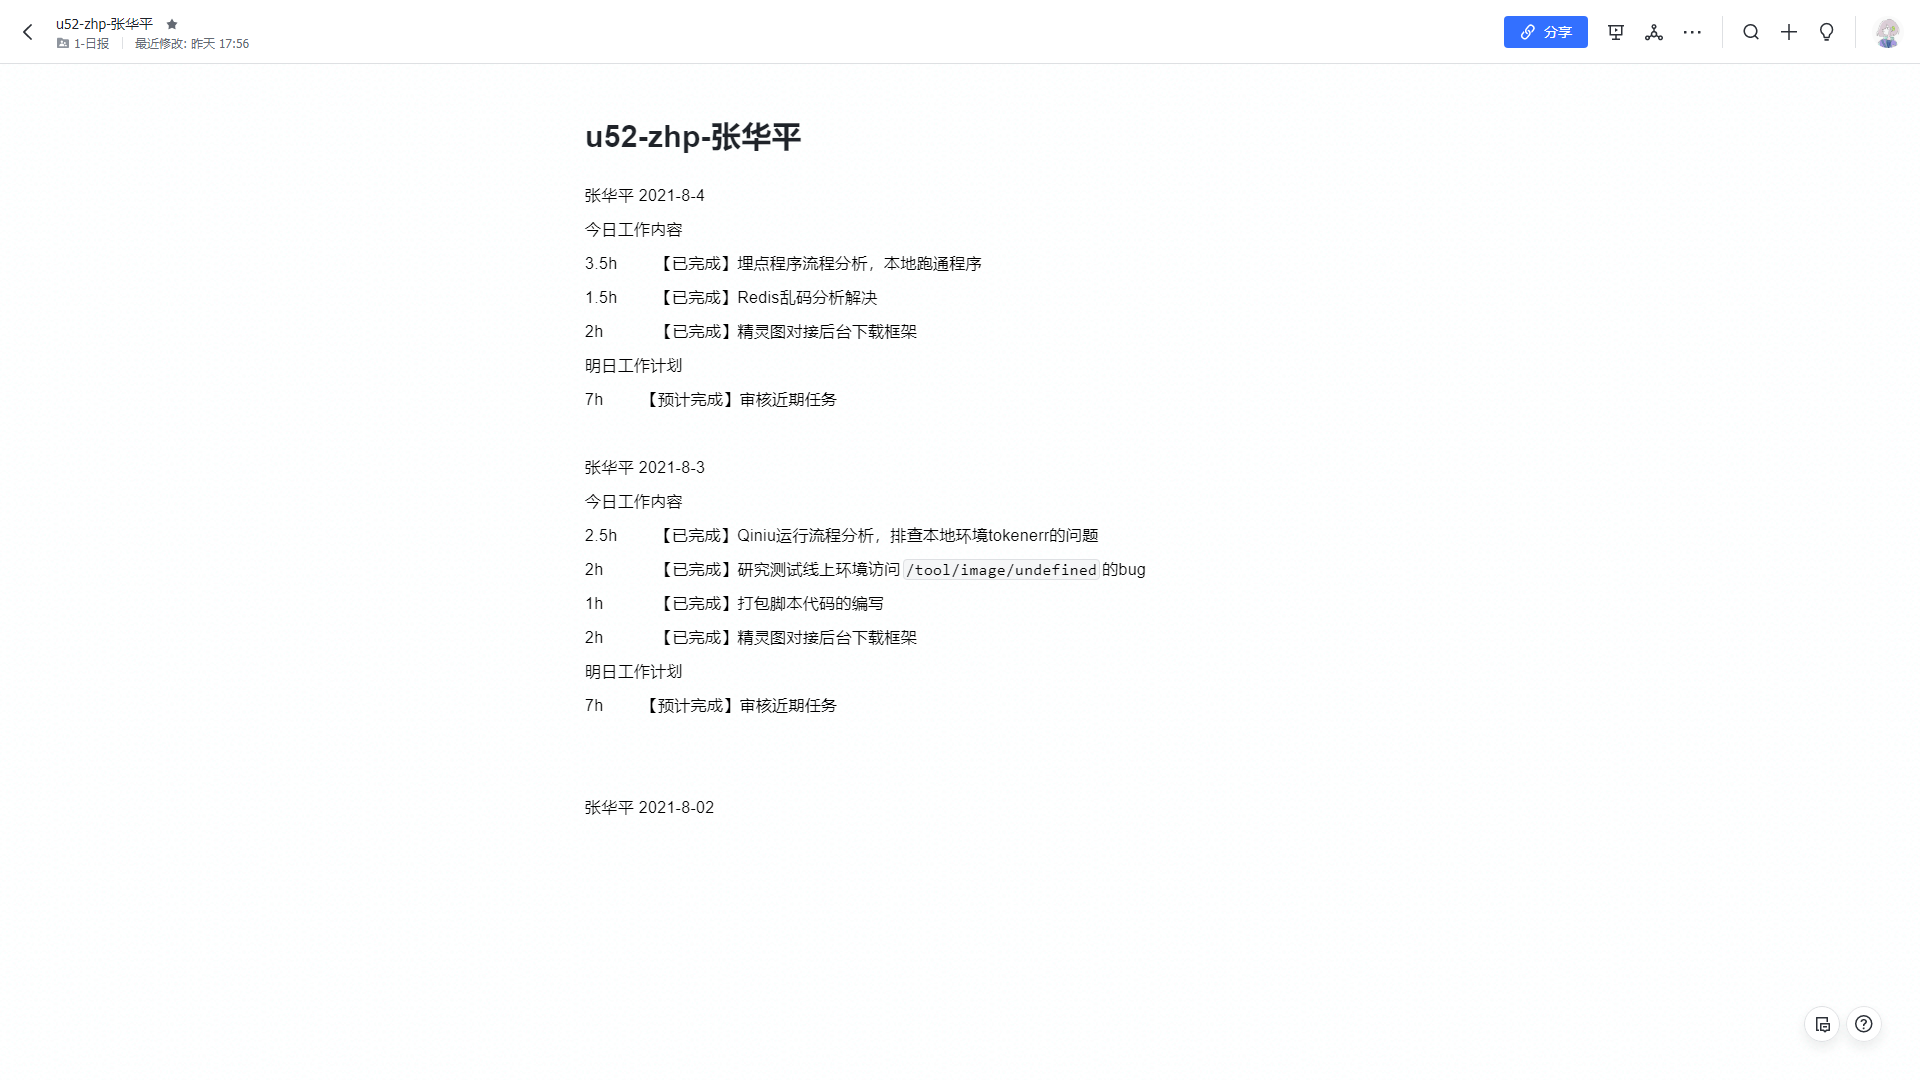 u52-zhp-张华平
1-日报
最近修改: 昨天 17:56
分享
u52-zhp-张华平
张华平 2021-8-4
今日工作内容
3.5h 【已完成】埋点程序流程分析，本地跑通程序
1.5h 【已完成】Redis乱码分析解决
2h 【已完成】精灵图对接后台下载框架
明日工作计划
7h 【预计完成】审核近期任务
张华平 2021-8-3
今日工作内容
2.5h 【已完成】Qiniu运行流程分析，排查本地环境tokenerr的问题
2h 【已完成】研究测试线上环境访问 /tool/image/undefined 的bug
1h 【已完成】打包脚本代码的编写
2h 【已完成】精灵图对接后台下载框架
明日工作计划
7h 【预计完成】审核近期任务
张华平 2021-8-02